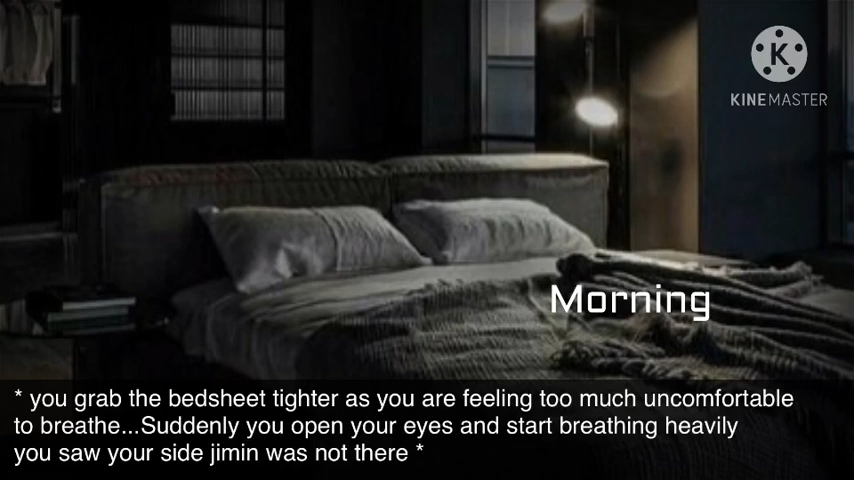 K
KINEMASTER
Morning
* you grab the bedsheet tighter as you are feeling too much uncomfortable
to breathe...Suddenly you open your eyes and start breathing heavily
you saw your side jimin was not there *